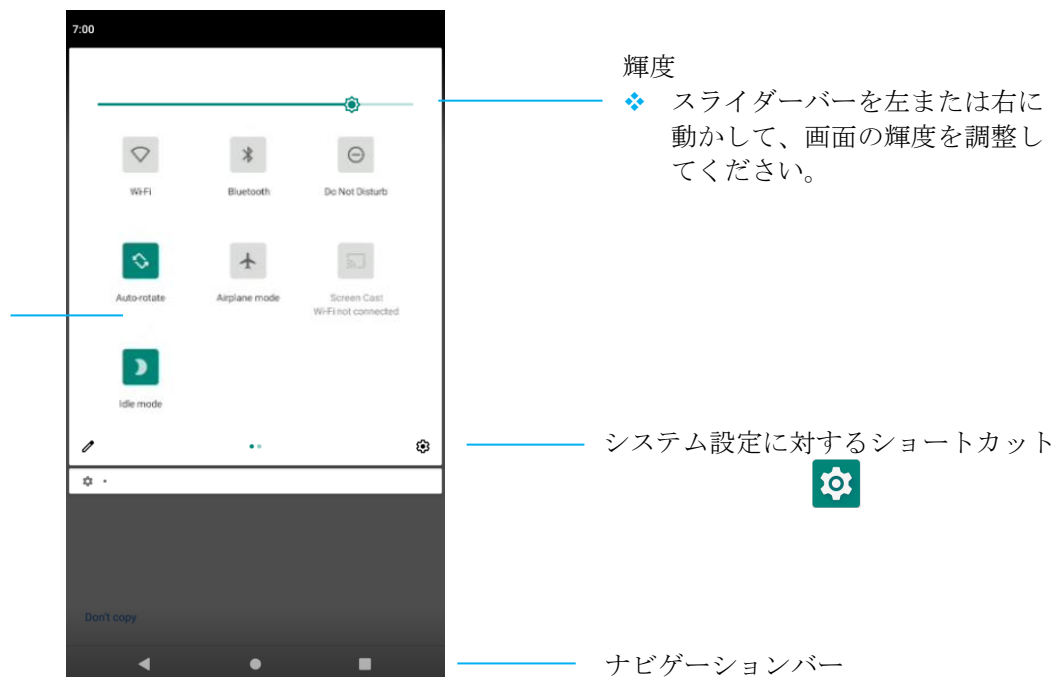 7:00
輝度
スライダーバーを左または右に
動かして、画面の輝度を調整し
てください。
Wi-Fi
Bluetooth
Do Not Disturb
Auto-rotate
Airplane mode
Screen Cast
Wi-Fi not connected
Idle mode
システム設定に対するショートカット
Don't copy
ナビゲーションバー